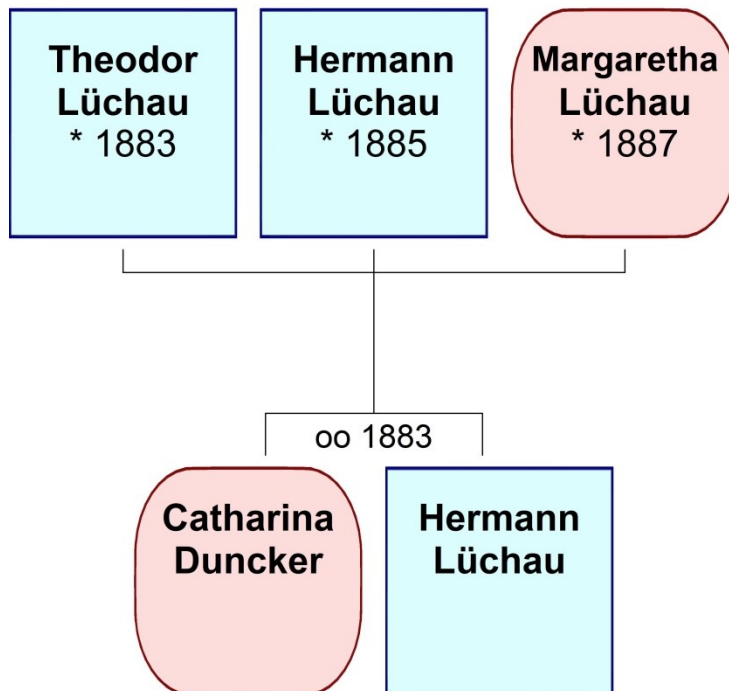 Theodor
Lüchau
* 1883
Hermann
Lüchau
* 1885
Margaretha
Lüchau
* 1887
oo 1883
Catharina
Duncker
Hermann
Lüchau